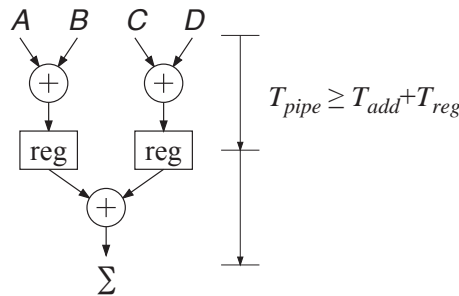 A B C D
+ +
T_pipe ≥ T_add+T_reg
reg reg
+
Σ